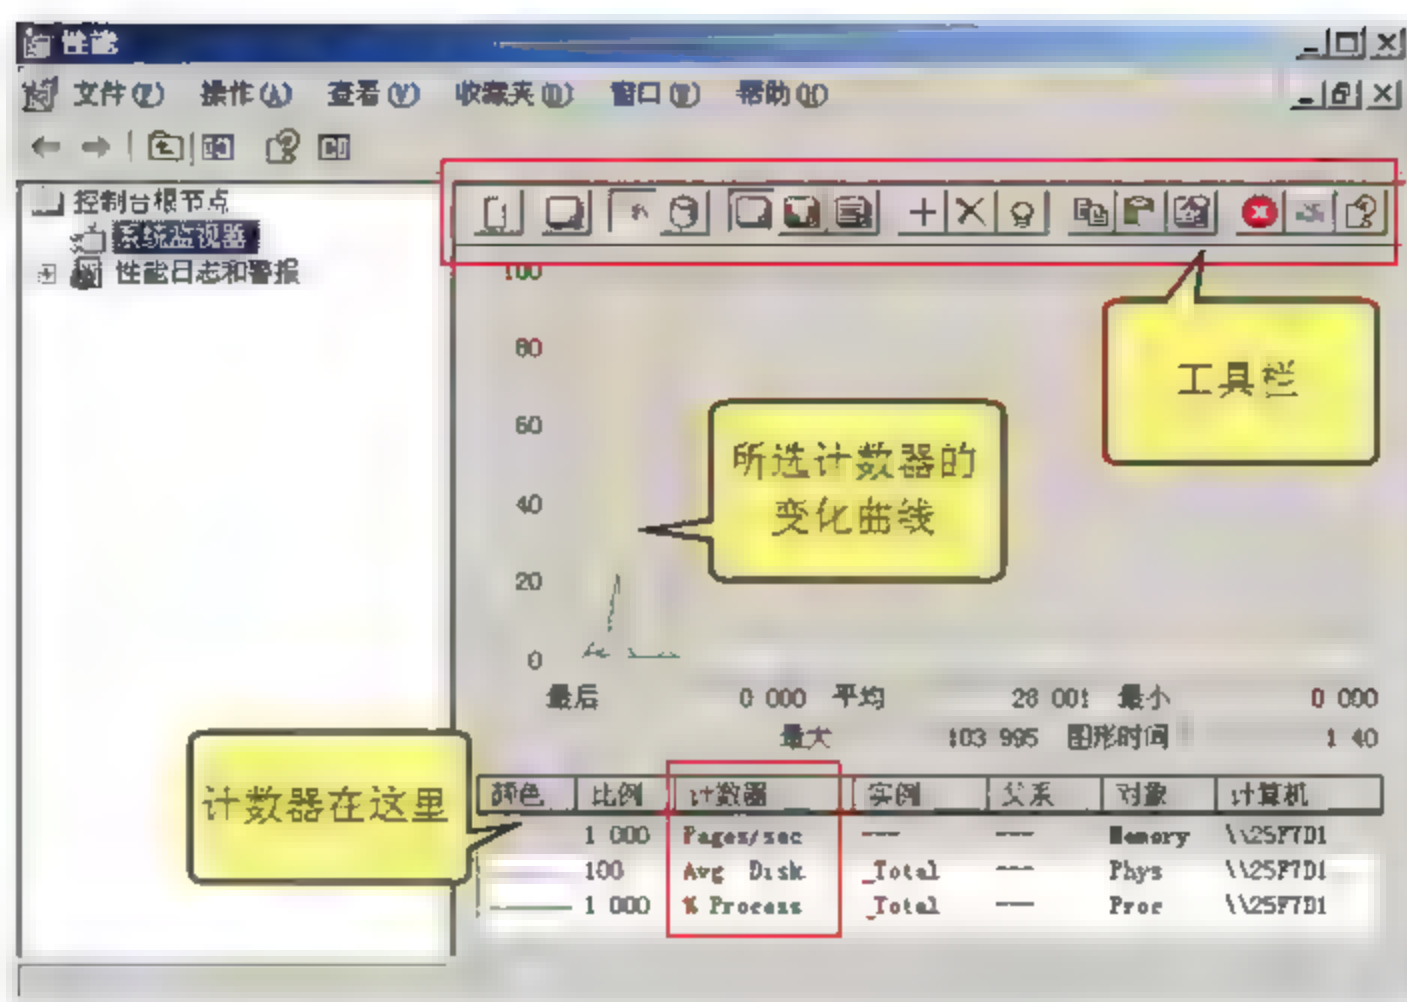 性能
文件(F) 操作(A) 查看(V) 收藏夹(O) 窗口(W) 帮助(H)
控制台根节点
系统监视器
性能日志和警报
100
80
工具栏
60
所选计数器的
变化曲线
40
20
0
最后 0 000 平均 28 001 最小 0 000
最大 103 995 图形时间 1 40
计数器在这里
颜色 比例 计数器 实例 父系 对象 计算机
1 000 Pages/sec --- --- Memory \\25F7D1
100 Avg Disk _Total --- Phys \\25F7D1
1 000 % Process _Total --- Proc \\25F7D1